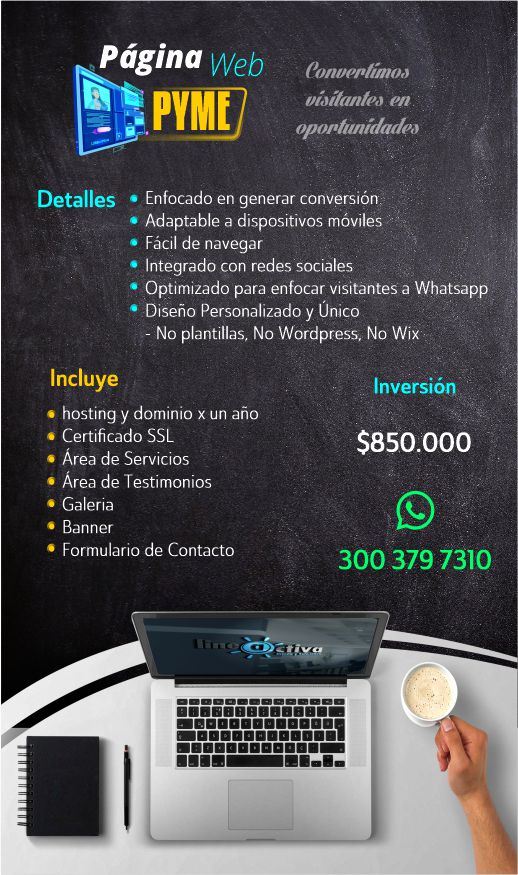 Página Web
PYME
Convertimos
visitantes en
oportunidades
Detalles
Enfocado en generar conversión
Adaptable a dispositivos móviles
Fácil de navegar
Integrado con redes sociales
Optimizado para enfocar visitantes a Whatsapp
Diseño Personalizado y Único
- No plantillas, No Wordpress, No Wix
Incluye
hosting y dominio x un año
Certificado SSL
Área de Servicios
Área de Testimonios
Galeria
Banner
Formulario de Contacto
Inversión
$850.000
300 379 7310
lineactiva